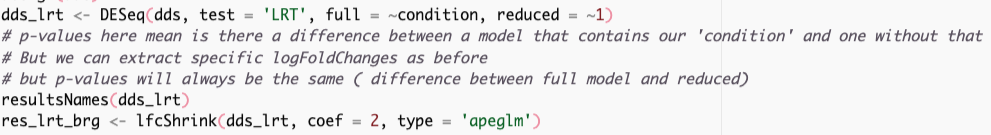 dds_lrt <- DESeq(dds, test = 'LRT', full = ~condition, reduced = ~1)
# p-values here mean is there a difference between a model that contains our 'condition' and one without that
# But we can extract specific logFoldChanges as before
# but p-values will always be the same ( difference between full model and reduced)
resultsNames(dds_lrt)
res_lrt_brg <- lfcShrink(dds_lrt, coef = 2, type = 'apeglm')